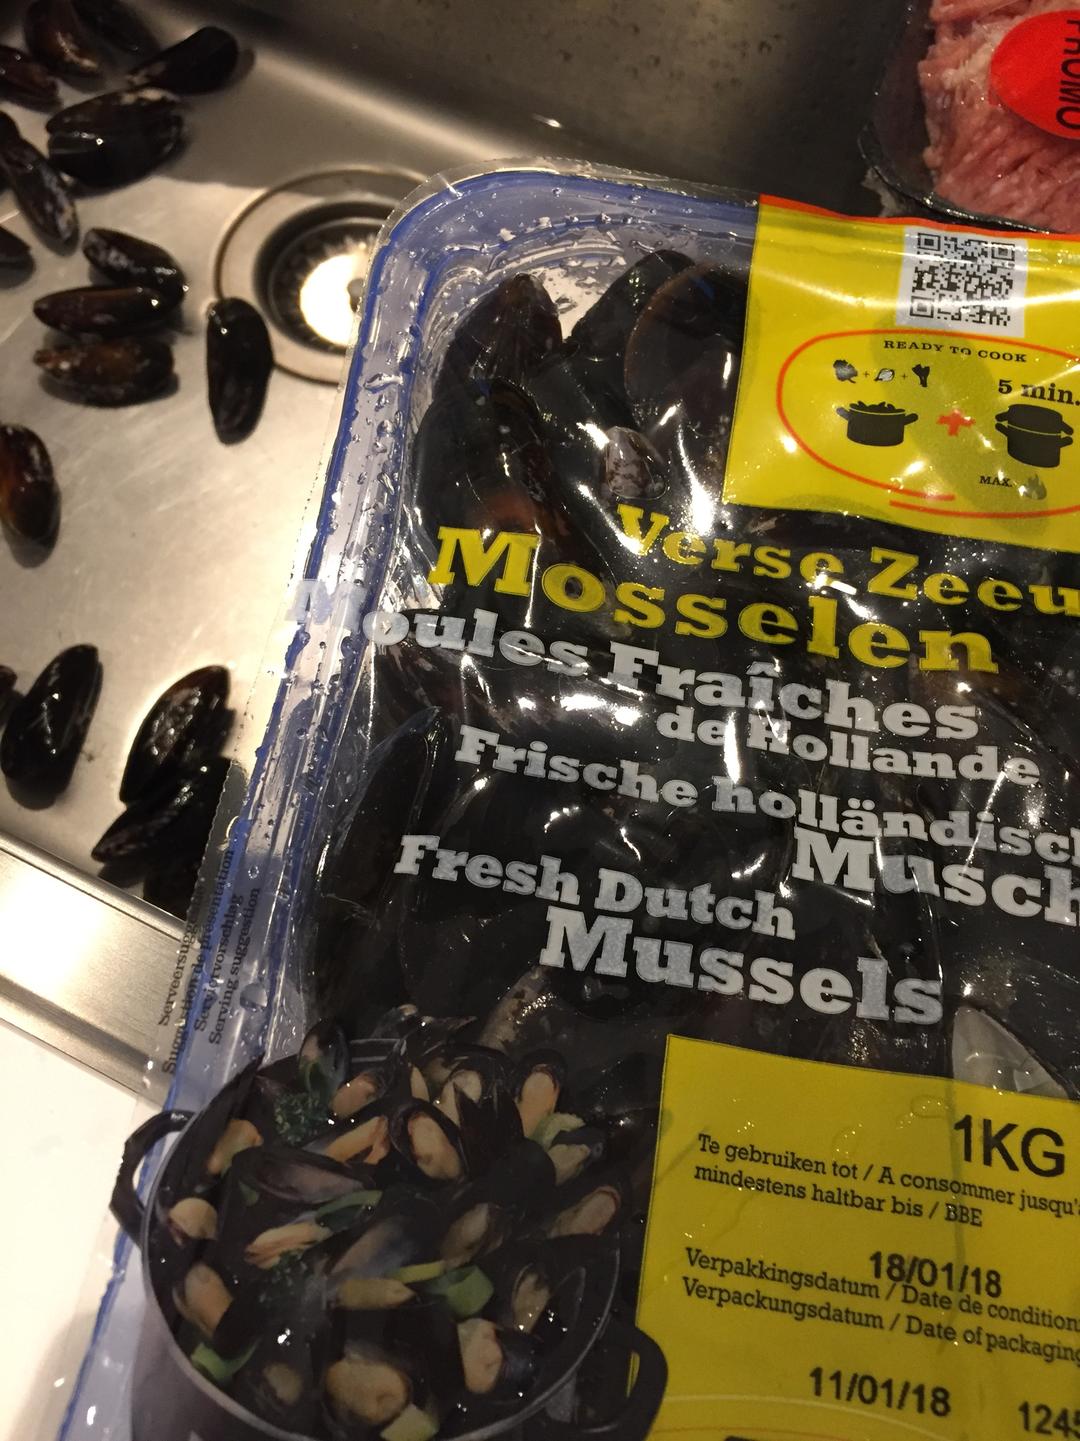 PROMO
READY TO COOK
5 min.
MAX.
Verse Zeeu
Mosselen
Moules Fraîches
de Hollande
Frische holländisch
Musch
Fresh Dutch
Mussels
Suggestion de présentation
Serviervorschlag
Serving suggestion
1KG
Te gebruiken tot / A consommer jusqu'à
mindestens haltbar bis / BBE
18/01/18
Verpakkingsdatum / Date de condition
Verpackungsdatum / Date of packaging
11/01/18
1245